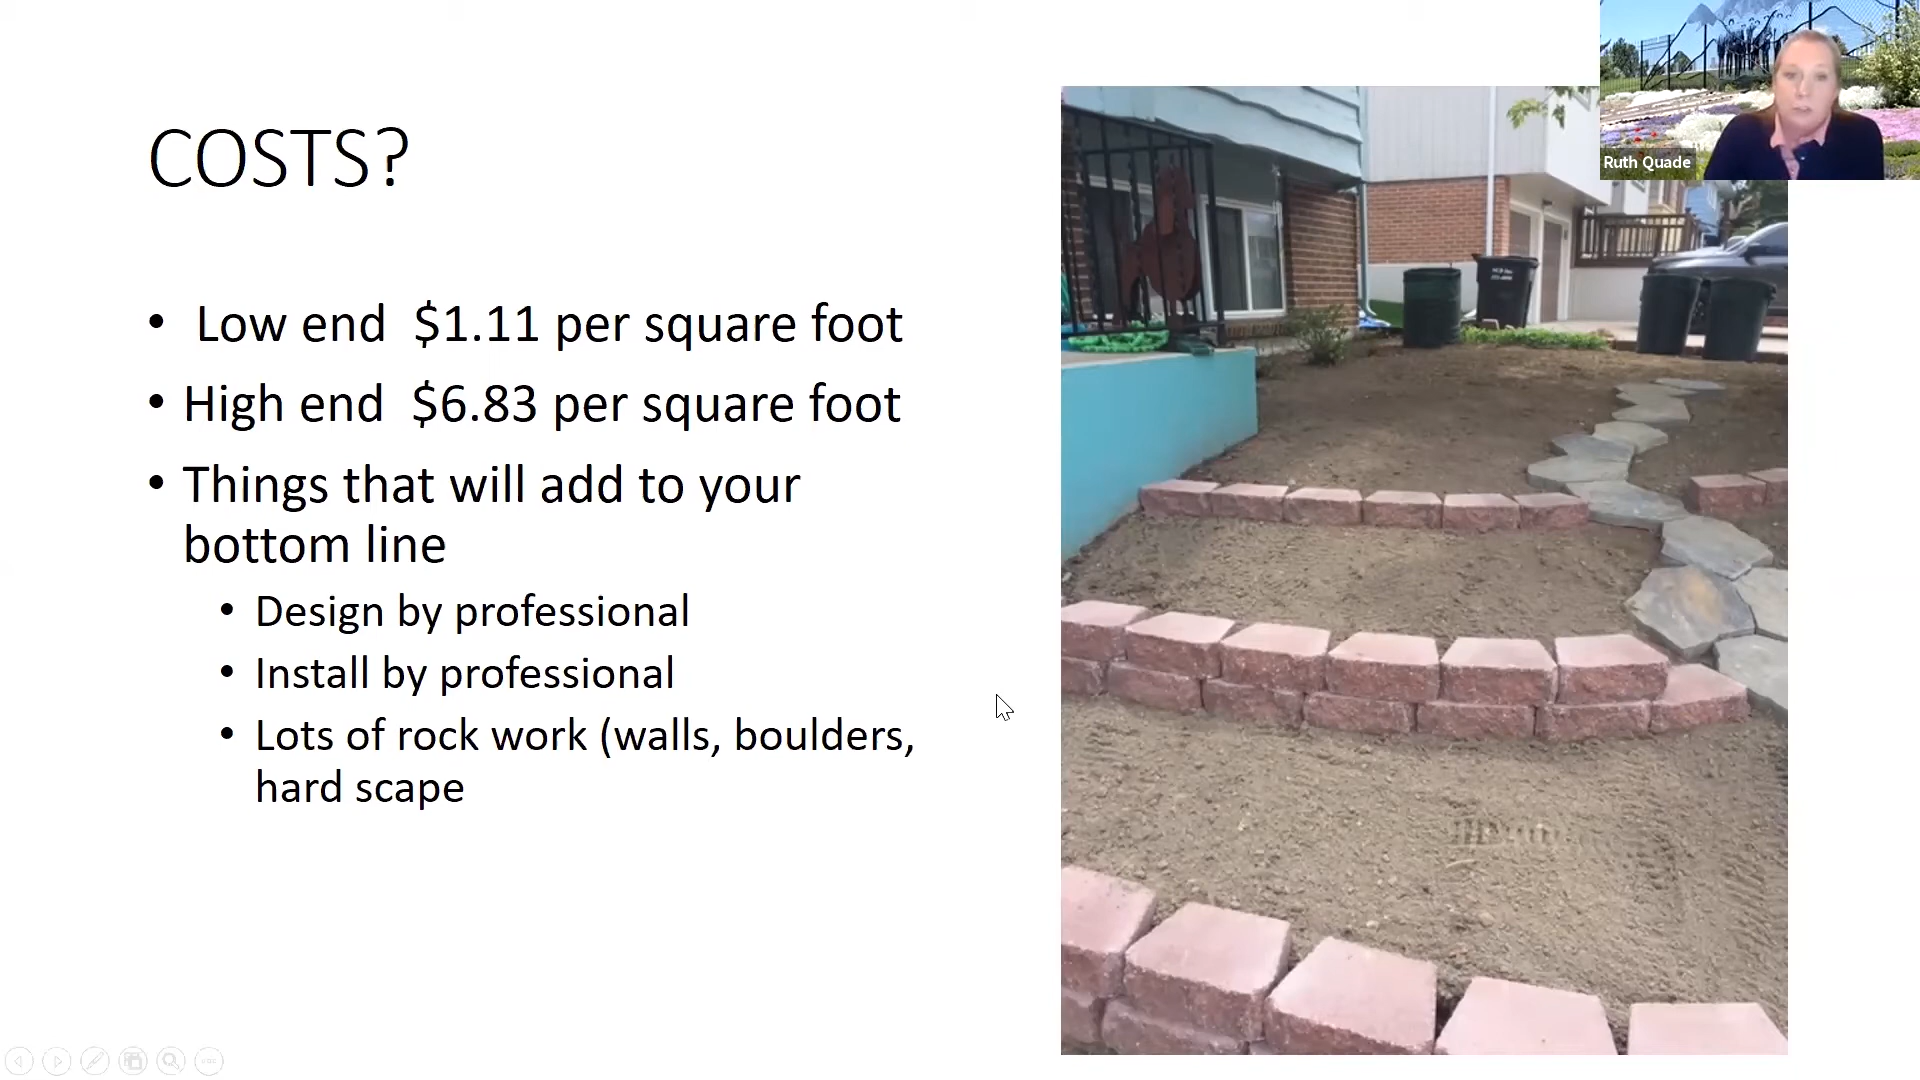 COSTS?
• Low end $1.11 per square foot
• High end $6.83 per square foot
• Things that will add to your
bottom line
• Design by professional
• Install by professional
• Lots of rock work (walls, boulders,
hard scape
Ruth Quade